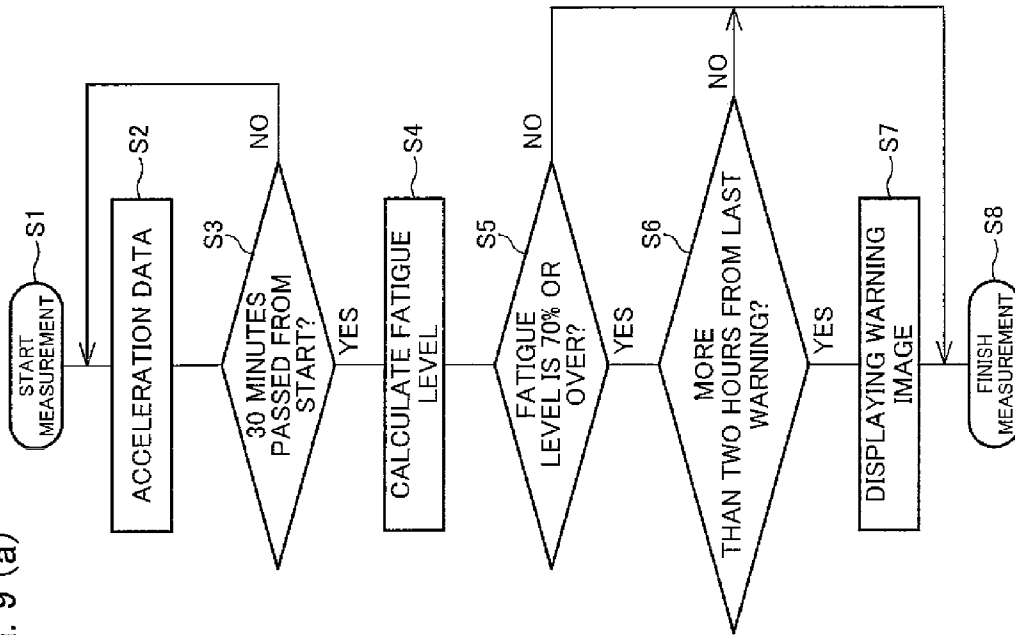 . 9 (a)
START
MEASUREMENT
S1
ACCELERATION DATA
S2
30 MINUTES
PASSED FROM
START?
S3
NO
YES
CALCULATE FATIGUE
LEVEL
S4
FATIGUE
LEVEL IS 70% OR
OVER?
S5
NO
YES
MORE
THAN TWO HOURS FROM LAST
WARNING?
S6
NO
YES
DISPLAYING WARNING
IMAGE
S7
FINISH
MEASUREMENT
S8